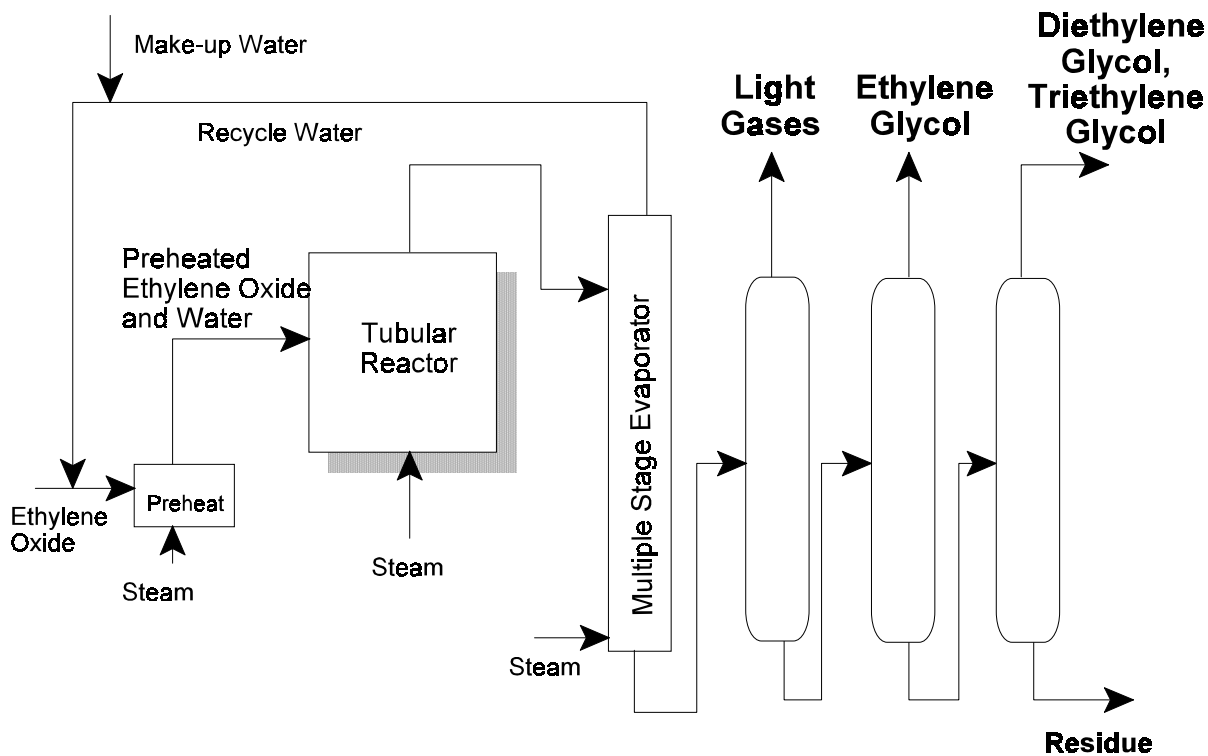 Make-up Water
Recycle Water
Preheated
Ethylene Oxide
and Water
Tubular
Reactor
Multiple Stage Evaporator
Light
Gases
Ethylene
Glycol
Diethylene
Glycol,
Triethylene
Glycol
Preheat
Ethylene
Oxide
Steam
Steam
Steam
Residue